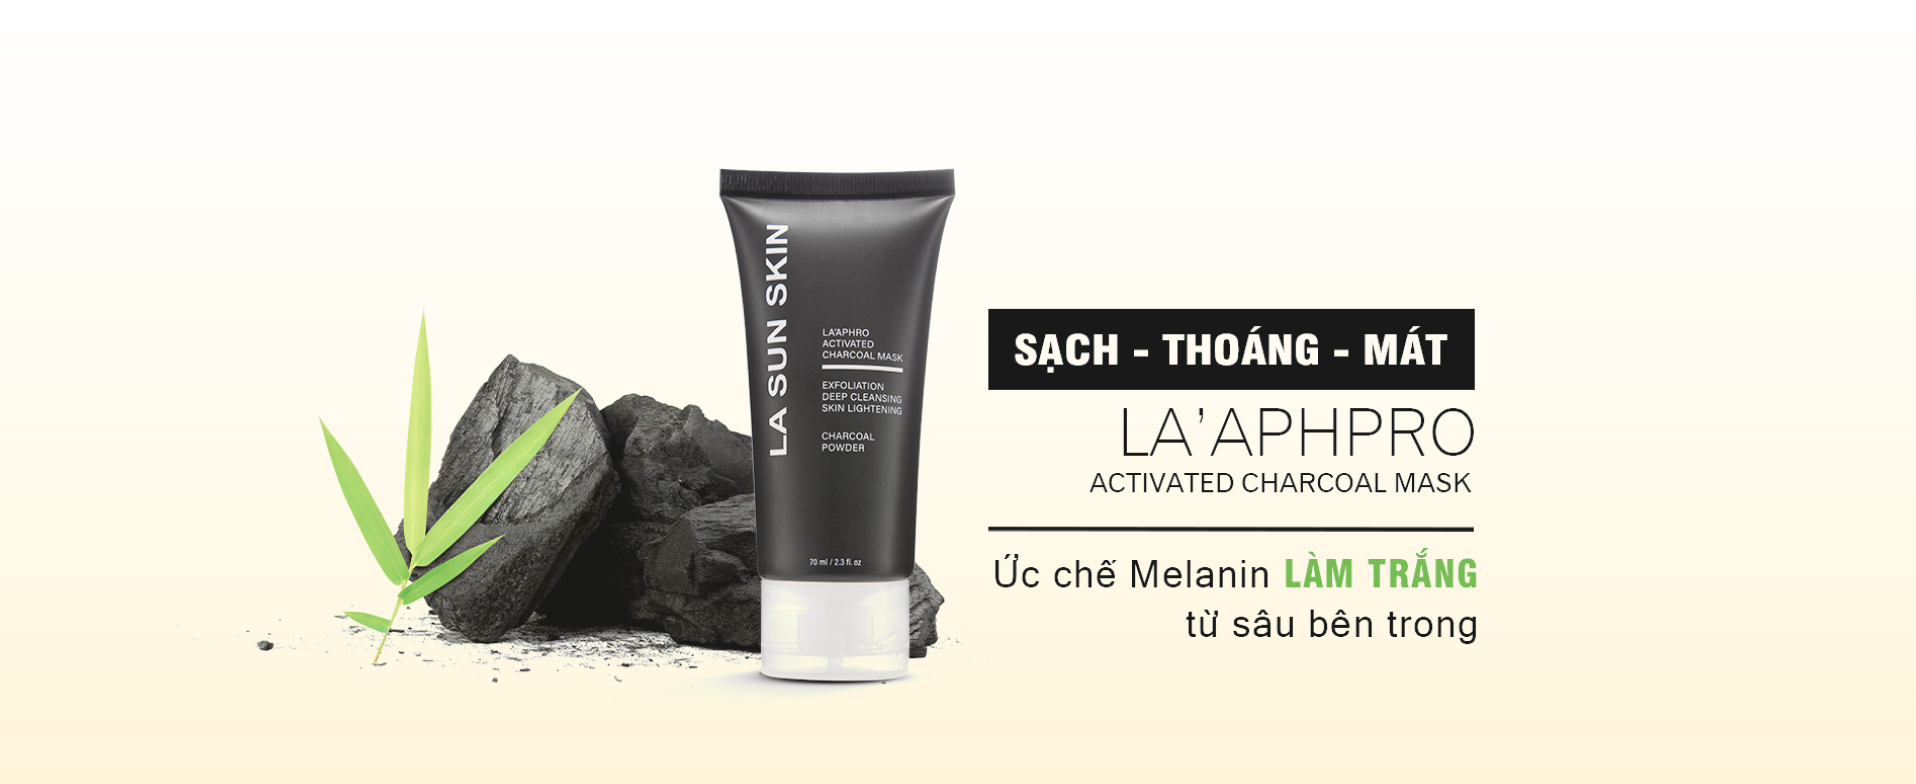 LA SUN SKIN
LA'APHRO
ACTIVATED
CHARCOAL MASK
EXFOLIATION
DEEP CLEANSING
SKIN LIGHTENING
CHARCOAL
POWDER
70 ml / 2.3 fl. oz
SẠCH - THOÁNG - MÁT
LA'APHPRO
ACTIVATED CHARCOAL MASK
Ức chế Melanin LÀM TRẮNG
từ sâu bên trong